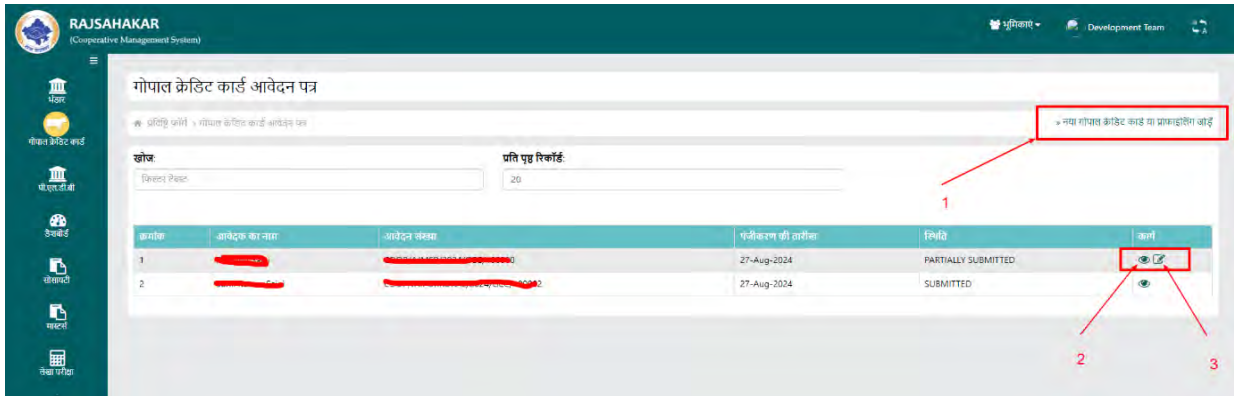 RAJSAHAKAR
(Cooperative Management System)
भूमिकाएं
Development Team
भंडार
गोपाल क्रेडिट कार्ड
पी.एल.डी.बी
डैशबोर्ड
सोसायटी
मास्टर्स
लेखा परीक्षा
गोपाल क्रेडिट कार्ड आवेदन पत्र
प्रविष्टि फॉर्म > गोपाल क्रेडिट कार्ड आवेदन पत्र
» नया गोपाल क्रेडिट कार्ड या प्रोफाइलिंग जोड़ें
खोज:
प्रति पृष्ठ रिकॉर्ड:
फिल्टर टेक्स्ट
20
1
क्रमांक आवेदक का नाम आवेदन संख्या पंजीकरण की तारीख स्थिति कार्य
1 27-Aug-2024 PARTIALLY SUBMITTED
2 27-Aug-2024 SUBMITTED
2
3